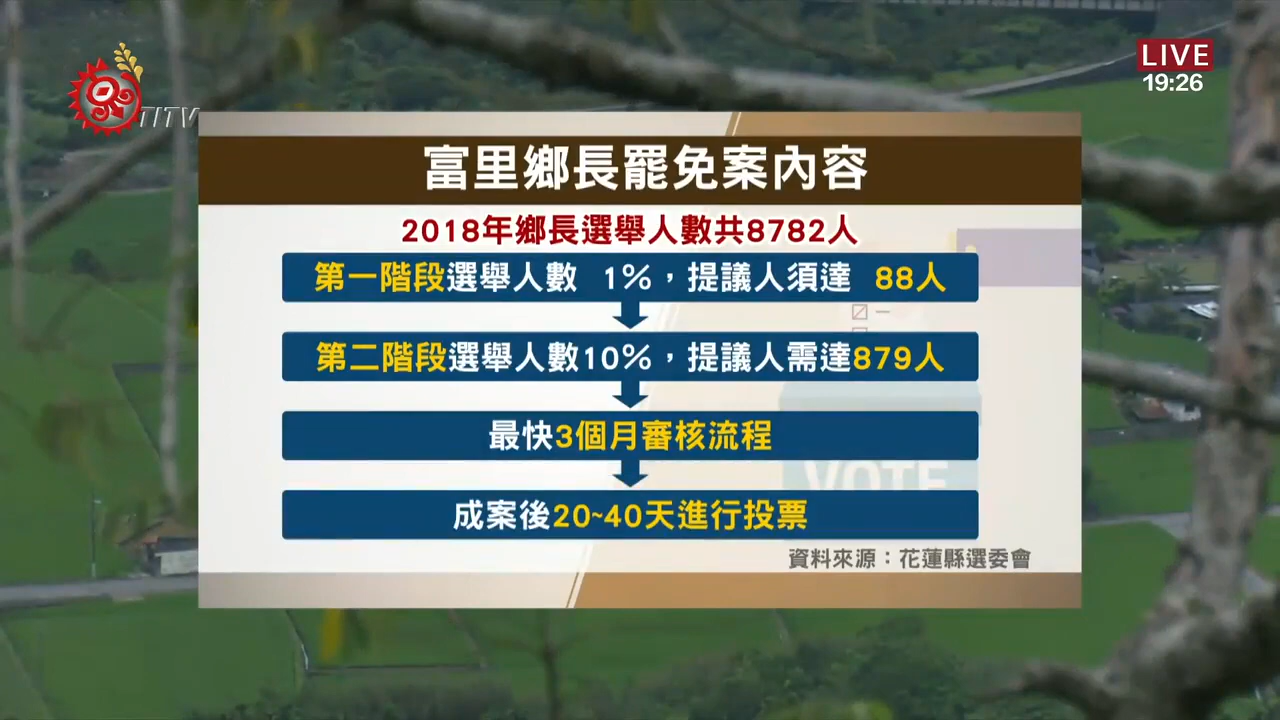 LIVE
19:26
TITV
富里鄉長罷免案內容
2018年鄉長選舉人數共8782人
第一階段選舉人數 1%，提議人須達 88人
第二階段選舉人數10%，提議人需達879人
最快3個月審核流程
成案後20~40天進行投票
VOTE
資料來源：花蓮縣選委會